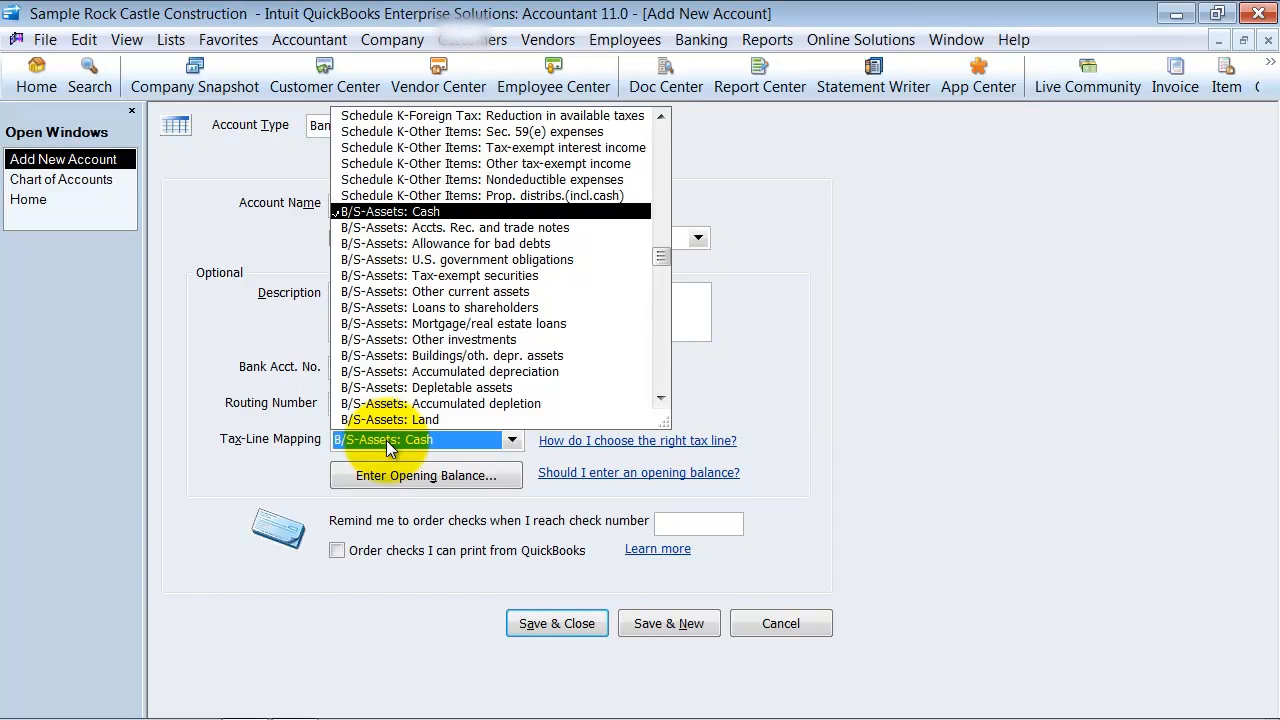 Sample Rock Castle Construction - Intuit QuickBooks Enterprise Solutions: Accountant 11.0 - [Add New Account]
File Edit View Lists Favorites Accountant Company Customers Vendors Employees Banking Reports Online Solutions Window Help
Home Search Company Snapshot Customer Center Vendor Center Employee Center Doc Center Report Center Statement Writer App Center Live Community Invoice Item
Open Windows
Add New Account
Chart of Accounts
Home
Account Type Ban
Schedule K-Foreign Tax: Reduction in available taxes
Schedule K-Other Items: Sec. 59(e) expenses
Schedule K-Other Items: Tax-exempt interest income
Schedule K-Other Items: Other tax-exempt income
Schedule K-Other Items: Nondeductible expenses
Schedule K-Other Items: Prop. distribs.(incl.cash)
Account Name
B/S-Assets: Cash
B/S-Assets: Accts. Rec. and trade notes
B/S-Assets: Allowance for bad debts
B/S-Assets: U.S. government obligations
Optional
B/S-Assets: Tax-exempt securities
Description
B/S-Assets: Other current assets
B/S-Assets: Loans to shareholders
B/S-Assets: Mortgage/real estate loans
B/S-Assets: Other investments
B/S-Assets: Buildings/oth. depr. assets
Bank Acct. No.
B/S-Assets: Accumulated depreciation
B/S-Assets: Depletable assets
Routing Number
B/S-Assets: Accumulated depletion
B/S-Assets: Land
Tax-Line Mapping B/S-Assets: Cash How do I choose the right tax line?
Enter Opening Balance... Should I enter an opening balance?
Remind me to order checks when I reach check number
Order checks I can print from QuickBooks Learn more
Save & Close Save & New Cancel